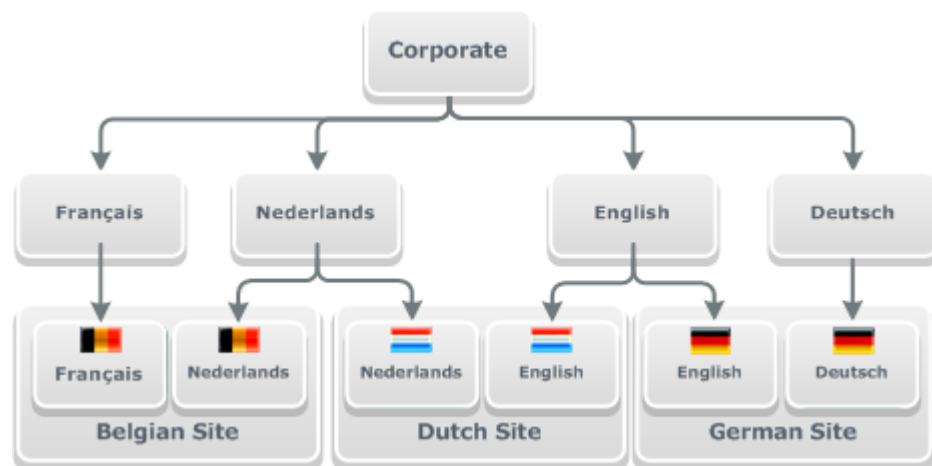 Corporate
Français
Nederlands
English
Deutsch
Français
Nederlands
Nederlands
English
English
Deutsch
Belgian Site
Dutch Site
German Site